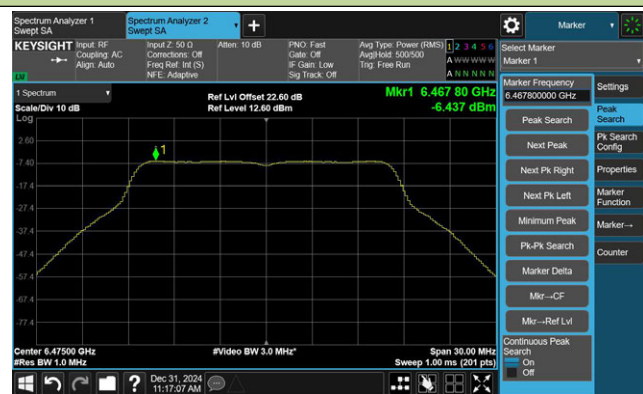 Spectrum Analyzer 1
Swept SA
Spectrum Analyzer 2
Swept SA
+
Marker
KEYSIGHT
Input: RF
Coupling: AC
Align: Auto
Input Z: 50 Ω
Corrections: Off
Freq Ref: Int (S)
NFE: Adaptive
Atten: 10 dB
PNO: Fast
Gate: Off
IF Gain: Low
Sig Track: Off
Avg Type: Power (RMS)
Avg|Hold: 500/500
Trig: Free Run
1 2 3 4 5 6
A W W W W W
A N N N N N
LV
Select Marker
Marker 1
1 Spectrum
Scale/Div 10 dB
Log
Ref Lvl Offset 22.60 dB
Ref Level 12.60 dBm
Mkr1 6.467 80 GHz
-6.437 dBm
2.60
-7.40
-17.4
-27.4
-37.4
-47.4
-57.4
-67.4
-77.4
1
Center 6.47500 GHz
#Res BW 1.0 MHz
#Video BW 3.0 MHz*
Span 30.00 MHz
Sweep 1.00 ms (201 pts)
Marker Frequency
6.467800000 GHz
Peak Search
Next Peak
Next Pk Right
Next Pk Left
Minimum Peak
Pk-Pk Search
Marker Delta
Mkr→CF
Mkr→Ref Lvl
Continuous Peak
Search
On
Off
Settings
Peak
Search
Pk Search
Config
Properties
Marker
Function
Marker→
Counter
?
Dec 31, 2024
11:17:07 AM